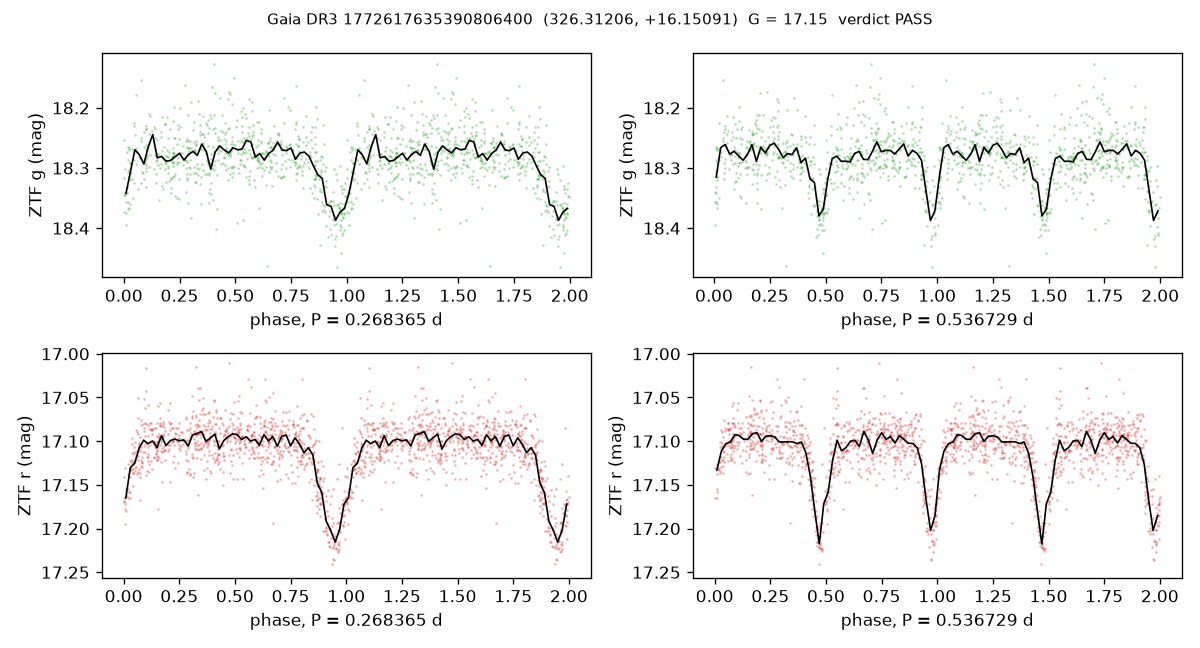 Gaia DR3 1772617635390806400 (326.31206, +16.15091) G = 17.15 verdict PASS
ZTF g (mag)
18.2
18.3
18.4
0.00 0.25 0.50 0.75 1.00 1.25 1.50 1.75 2.00
phase, P = 0.268365 d
ZTF g (mag)
18.2
18.3
18.4
0.00 0.25 0.50 0.75 1.00 1.25 1.50 1.75 2.00
phase, P = 0.536729 d
ZTF r (mag)
17.00
17.05
17.10
17.15
17.20
17.25
0.00 0.25 0.50 0.75 1.00 1.25 1.50 1.75 2.00
phase, P = 0.268365 d
ZTF r (mag)
17.00
17.05
17.10
17.15
17.20
17.25
0.00 0.25 0.50 0.75 1.00 1.25 1.50 1.75 2.00
phase, P = 0.536729 d